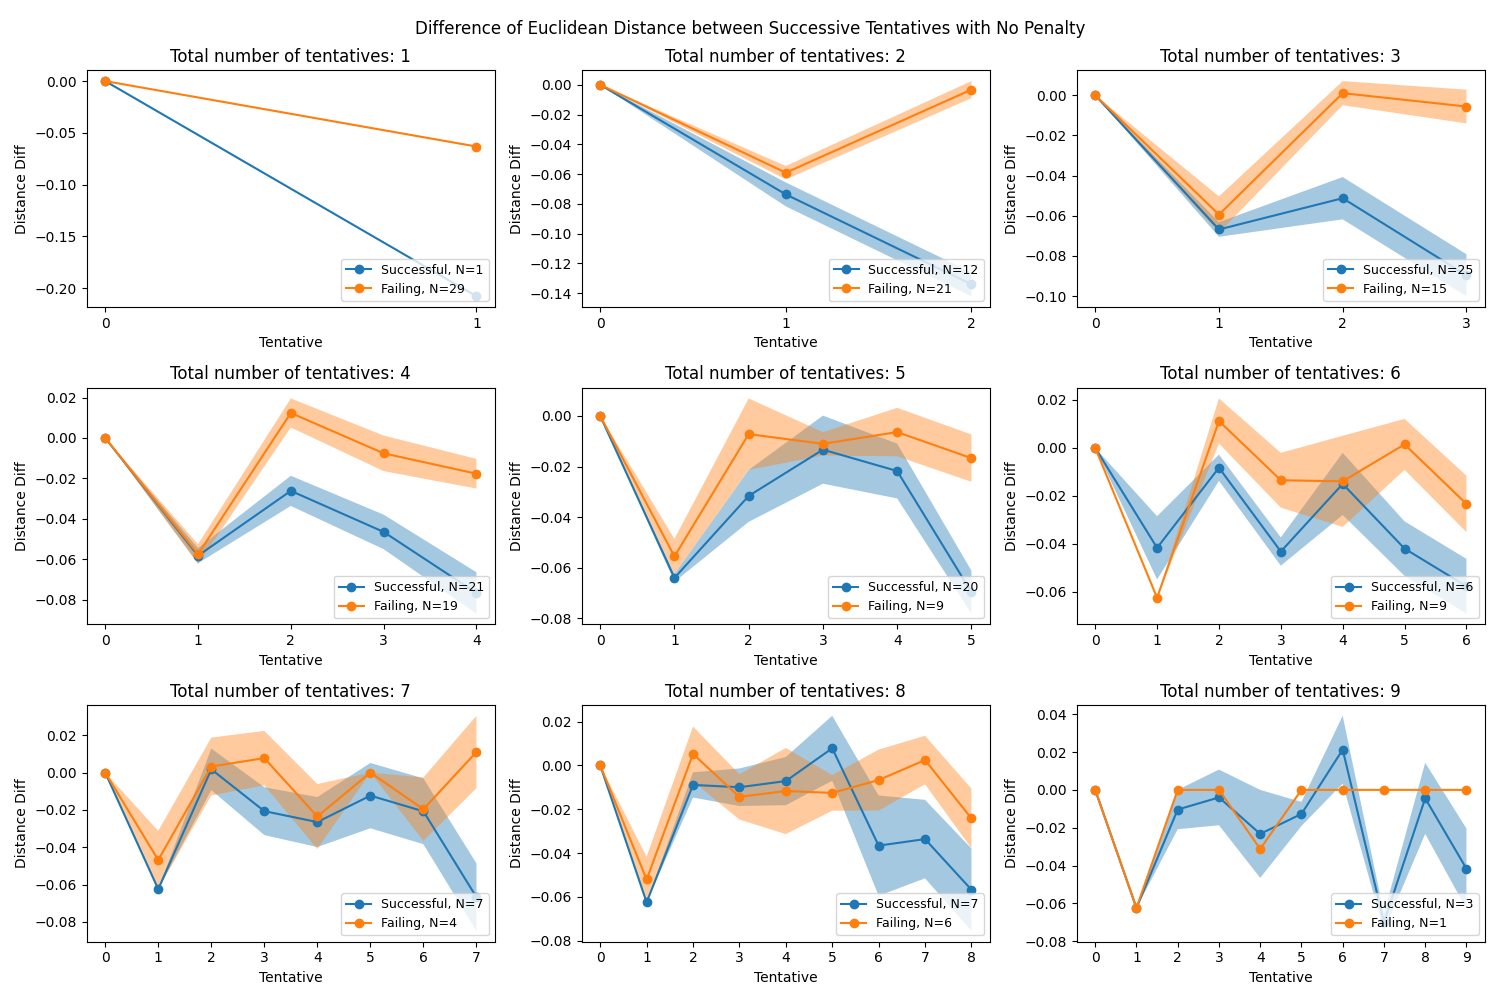 Difference of Euclidean Distance between Successive Tentatives with No Penalty
Total number of tentatives: 1
0.00
−0.05
−0.10
−0.15
−0.20
Distance Diff
Successful, N=1
Failing, N=29
0 1
Tentative
Total number of tentatives: 2
0.00
−0.02
−0.04
−0.06
−0.08
−0.10
−0.12
−0.14
Distance Diff
Successful, N=12
Failing, N=21
0 1 2
Tentative
Total number of tentatives: 3
0.00
−0.02
−0.04
−0.06
−0.08
−0.10
Distance Diff
Successful, N=25
Failing, N=15
0 1 2 3
Tentative
Total number of tentatives: 4
0.02
0.00
−0.02
−0.04
−0.06
−0.08
Distance Diff
Successful, N=21
Failing, N=19
0 1 2 3 4
Tentative
Total number of tentatives: 5
0.00
−0.02
−0.04
−0.06
−0.08
Distance Diff
Successful, N=20
Failing, N=9
0 1 2 3 4 5
Tentative
Total number of tentatives: 6
0.02
0.00
−0.02
−0.04
−0.06
Distance Diff
Successful, N=6
Failing, N=9
0 1 2 3 4 5 6
Tentative
Total number of tentatives: 7
0.02
0.00
−0.02
−0.04
−0.06
−0.08
Distance Diff
Successful, N=7
Failing, N=4
0 1 2 3 4 5 6 7
Tentative
Total number of tentatives: 8
0.02
0.00
−0.02
−0.04
−0.06
−0.08
Distance Diff
Successful, N=7
Failing, N=6
0 1 2 3 4 5 6 7 8
Tentative
Total number of tentatives: 9
0.04
0.02
0.00
−0.02
−0.04
−0.06
−0.08
Distance Diff
Successful, N=3
Failing, N=1
0 1 2 3 4 5 6 7 8 9
Tentative